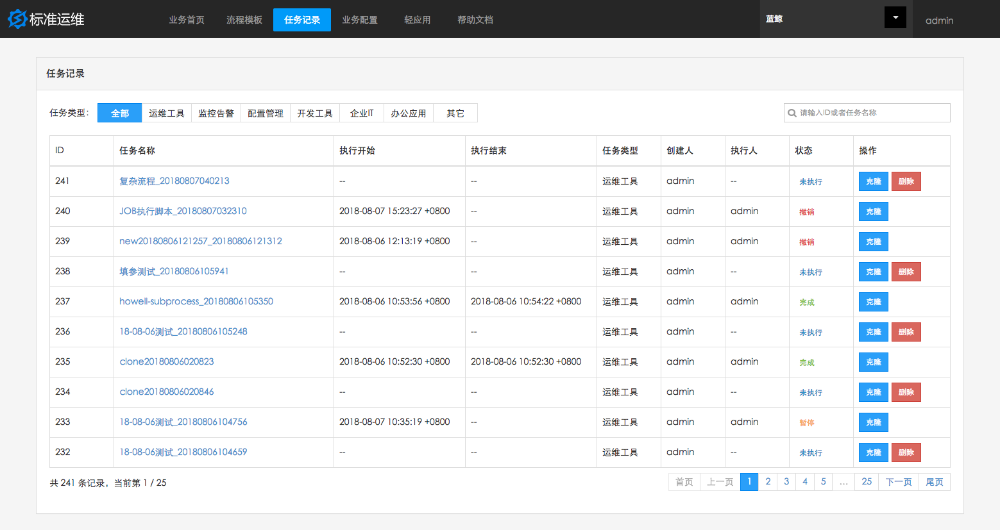 标准运维 业务首页 流程模板 任务记录 业务配置 轻应用 帮助文档 蓝鲸 admin
任务记录
任务类型： 全部 运维工具 监控告警 配置管理 开发工具 企业IT 办公应用 其它 请输入ID或者任务名称
ID 任务名称 执行开始 执行结束 任务类型 创建人 执行人 状态 操作
241 复杂流程_20180807040213 -- -- 运维工具 admin -- 未执行 克隆 删除
240 JOB执行脚本_20180807032310 2018-08-07 15:23:27 +0800 -- 运维工具 admin admin 撤销 克隆
239 new20180806121257_20180806121312 2018-08-06 12:13:19 +0800 -- 运维工具 admin admin 撤销 克隆
238 填参测试_20180806105941 -- -- 运维工具 admin -- 未执行 克隆 删除
237 howell-subprocess_20180806105350 2018-08-06 10:53:56 +0800 2018-08-06 10:54:22 +0800 运维工具 admin admin 完成 克隆
236 18-08-06测试_20180806105248 -- -- 运维工具 admin -- 未执行 克隆 删除
235 clone20180806020823 2018-08-06 10:52:30 +0800 2018-08-06 10:52:30 +0800 运维工具 admin admin 完成 克隆
234 clone20180806020846 -- -- 运维工具 admin -- 未执行 克隆 删除
233 18-08-06测试_20180806104756 2018-08-07 10:35:19 +0800 -- 运维工具 admin admin 暂停 克隆
232 18-08-06测试_20180806104659 -- -- 运维工具 admin -- 未执行 克隆 删除
共 241 条记录，当前第 1 / 25 首页 上一页 1 2 3 4 5 ... 25 下一页 尾页